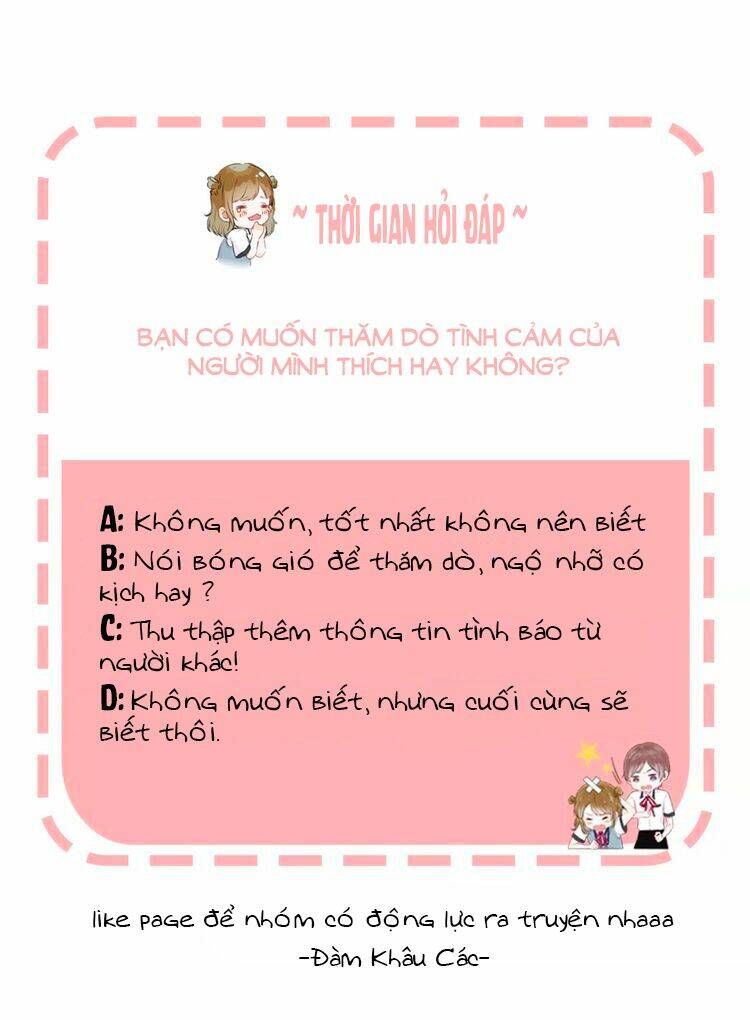 ~ THỜI GIAN HỎI ĐÁP ~
BẠN CÓ MUỐN THĂM DÒ TÌNH CẢM CỦA
NGƯỜI MÌNH THÍCH HAY KHÔNG?
A: Không muốn, tốt nhất không nên biết
B: Nói bóng gió để thăm dò, ngộ nhỡ có
kịch hay ?
C: Thu thập thêm thông tin tình báo từ
người khác!
D: Không muốn biết, nhưng cuối cùng sẽ
biết thôi.
like page để nhóm có động lực ra truyện nhaaa
-Đàm Khâu Các-